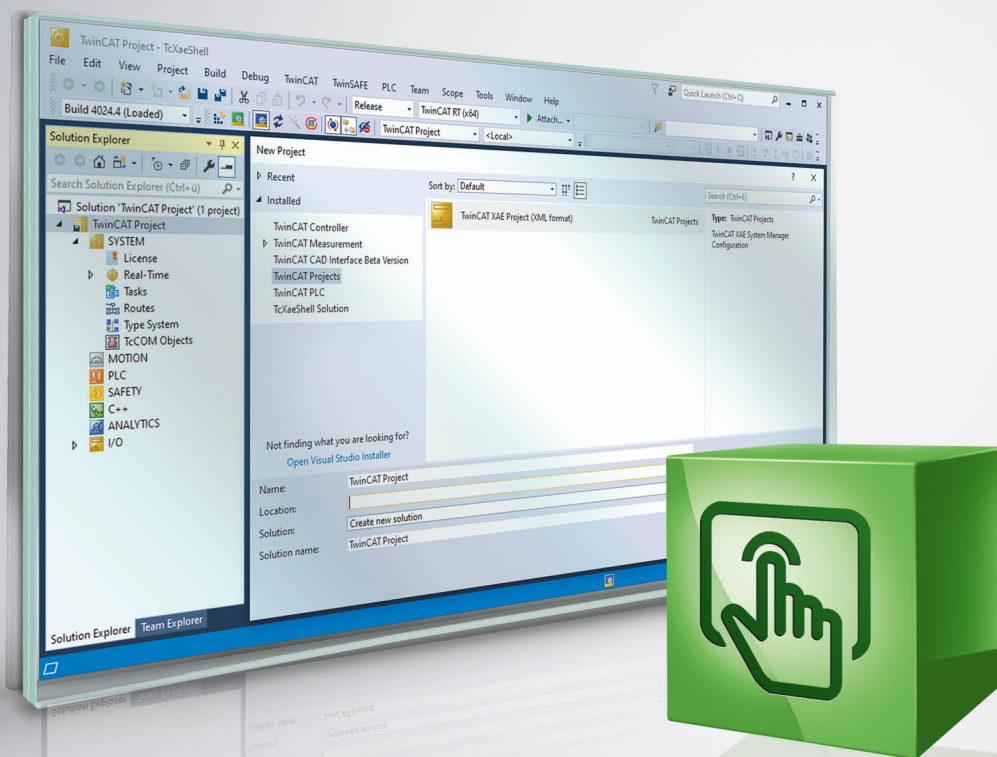 TwinCAT Project - TcXaeShell
File Edit View Project Build Debug TwinCAT TwinSAFE PLC Team Scope Tools Window Help
Quick Launch (Ctrl+Q)
Release TwinCAT RT (x64) Attach...
Build 4024.4 (Loaded) TwinCAT Project <Local>
Solution Explorer
Search Solution Explorer (Ctrl+ü)
Solution 'TwinCAT Project' (1 project)
TwinCAT Project
SYSTEM
License
Real-Time
Tasks
Routes
Type System
TcCOM Objects
MOTION
PLC
SAFETY
C++
ANALYTICS
I/O
Solution Explorer Team Explorer
New Project
? X
Recent
Installed
TwinCAT Controller
TwinCAT Measurement
TwinCAT CAD Interface Beta Version
TwinCAT Projects
TwinCAT PLC
TcXaeShell Solution
Not finding what you are looking for?
Open Visual Studio Installer
Sort by: Default
TwinCAT XAE Project (XML format) TwinCAT Projects
Search (Ctrl+E)
Type: TwinCAT Projects
TwinCAT XAE System Manager
Configuration
Name: TwinCAT Project
Location:
Solution: Create new solution
Solution name: TwinCAT Project